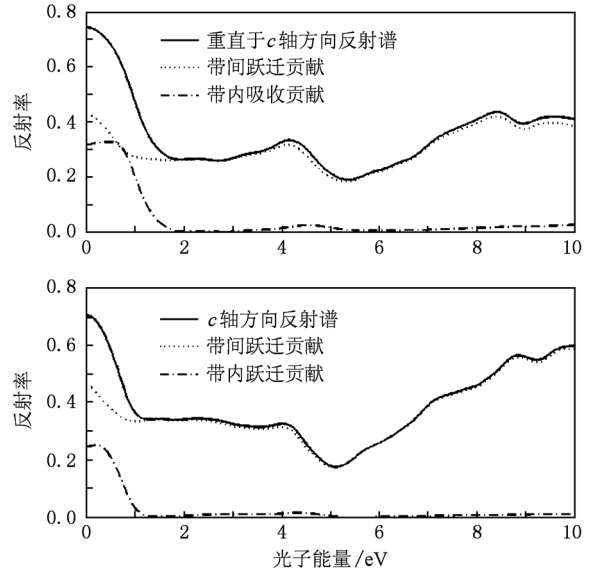 0.8
重直于c轴方向反射谱
带间跃迁贡献
带内吸收贡献
0.6
0.4
0.2
0.0
反射率
0 2 4 6 8 10
0.8
c轴方向反射谱
带间跃迁贡献
带内跃迁贡献
0.6
0.4
0.2
0.0
反射率
0 2 4 6 8 10
光子能量/eV